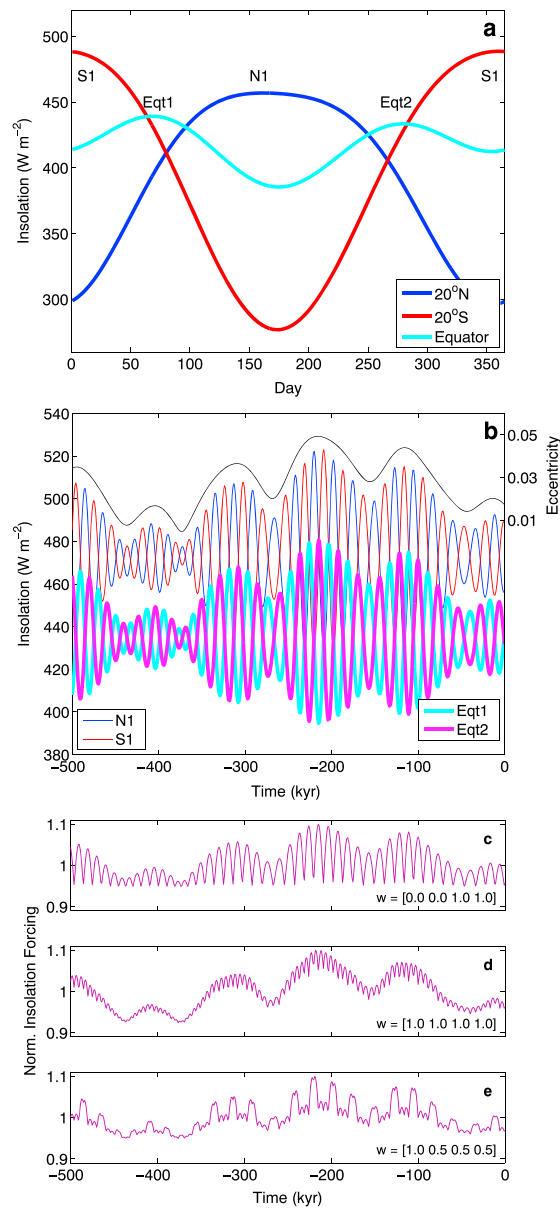 a
500
450
400
350
300
Insolation (W m−2)
S1
Eqt1
N1
Eqt2
S1
20oN
20oS
Equator
0 50 100 150 200 250 300 350
Day
b
540
520
500
480
460
440
420
400
380
Insolation (W m−2)
0.05
0.03
0.01
Eccentricity
N1
S1
Eqt1
Eqt2
−500 −400 −300 −200 −100 0
Time (kyr)
c
1.1
1
0.9
w = [0.0 0.0 1.0 1.0]
Norm. Insolation Forcing
d
1.1
1
0.9
w = [1.0 1.0 1.0 1.0]
e
1.1
1
0.9
w = [1.0 0.5 0.5 0.5]
−500 −400 −300 −200 −100 0
Time (kyr)